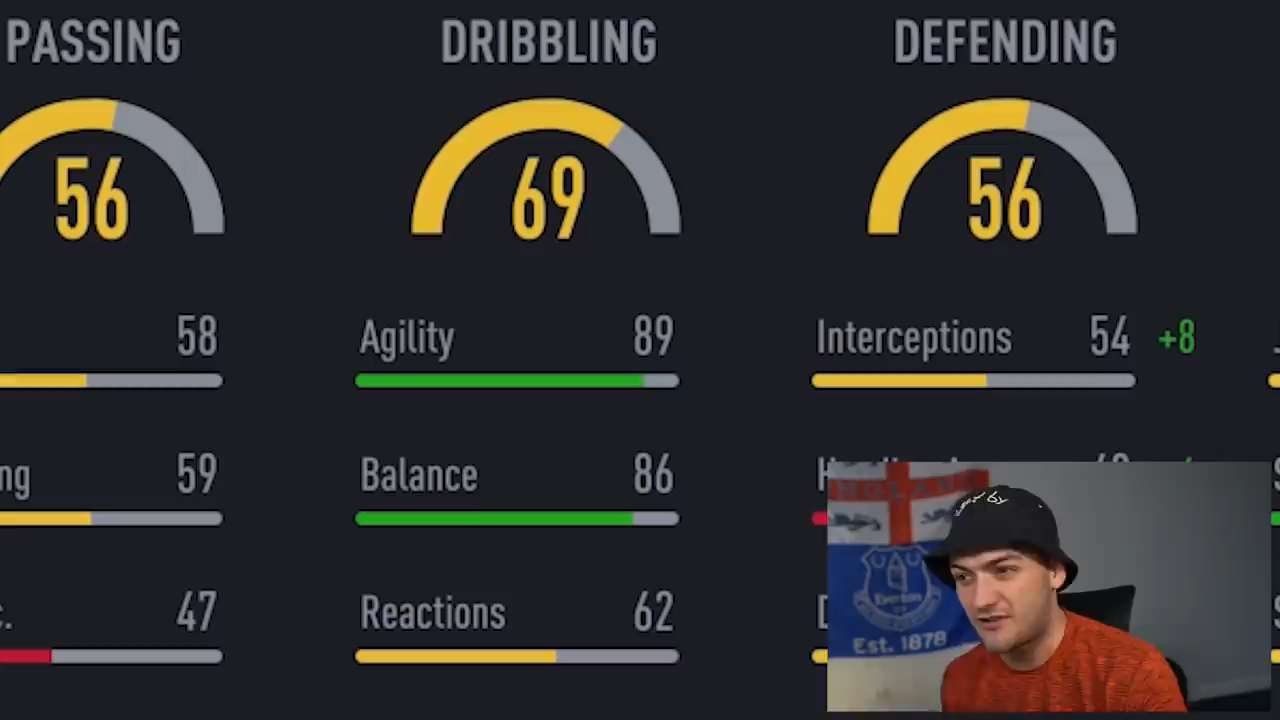 PASSING
DRIBBLING
DEFENDING
56
69
56
58
Agility
89
Interceptions
54
+8
ng
59
Balance
86
c.
47
Reactions
62
ENGLAND
Everton
Est. 1878